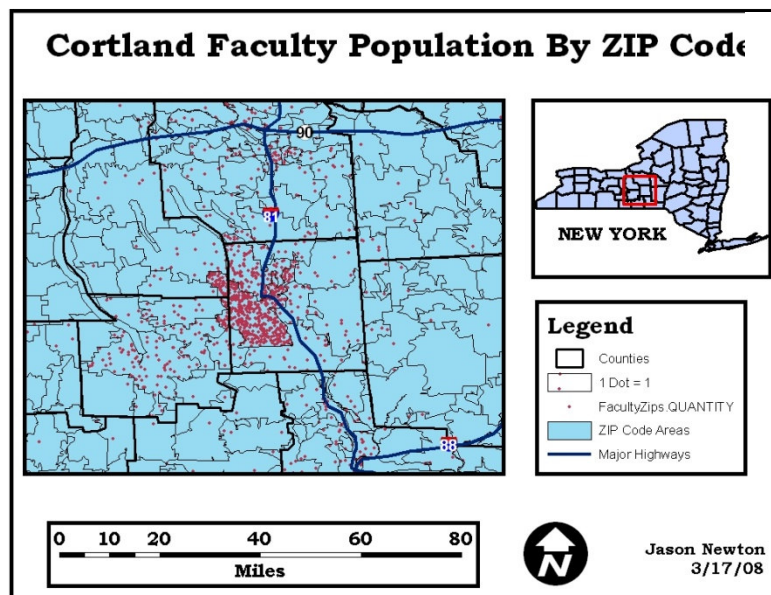 Cortland Faculty Population By ZIP Code
90
81
88
NEW YORK
Legend
Counties
1 Dot = 1
FacultyZips.QUANTITY
ZIP Code Areas
Major Highways
0 10 20 40 60 80
Miles
N
Jason Newton
3/17/08